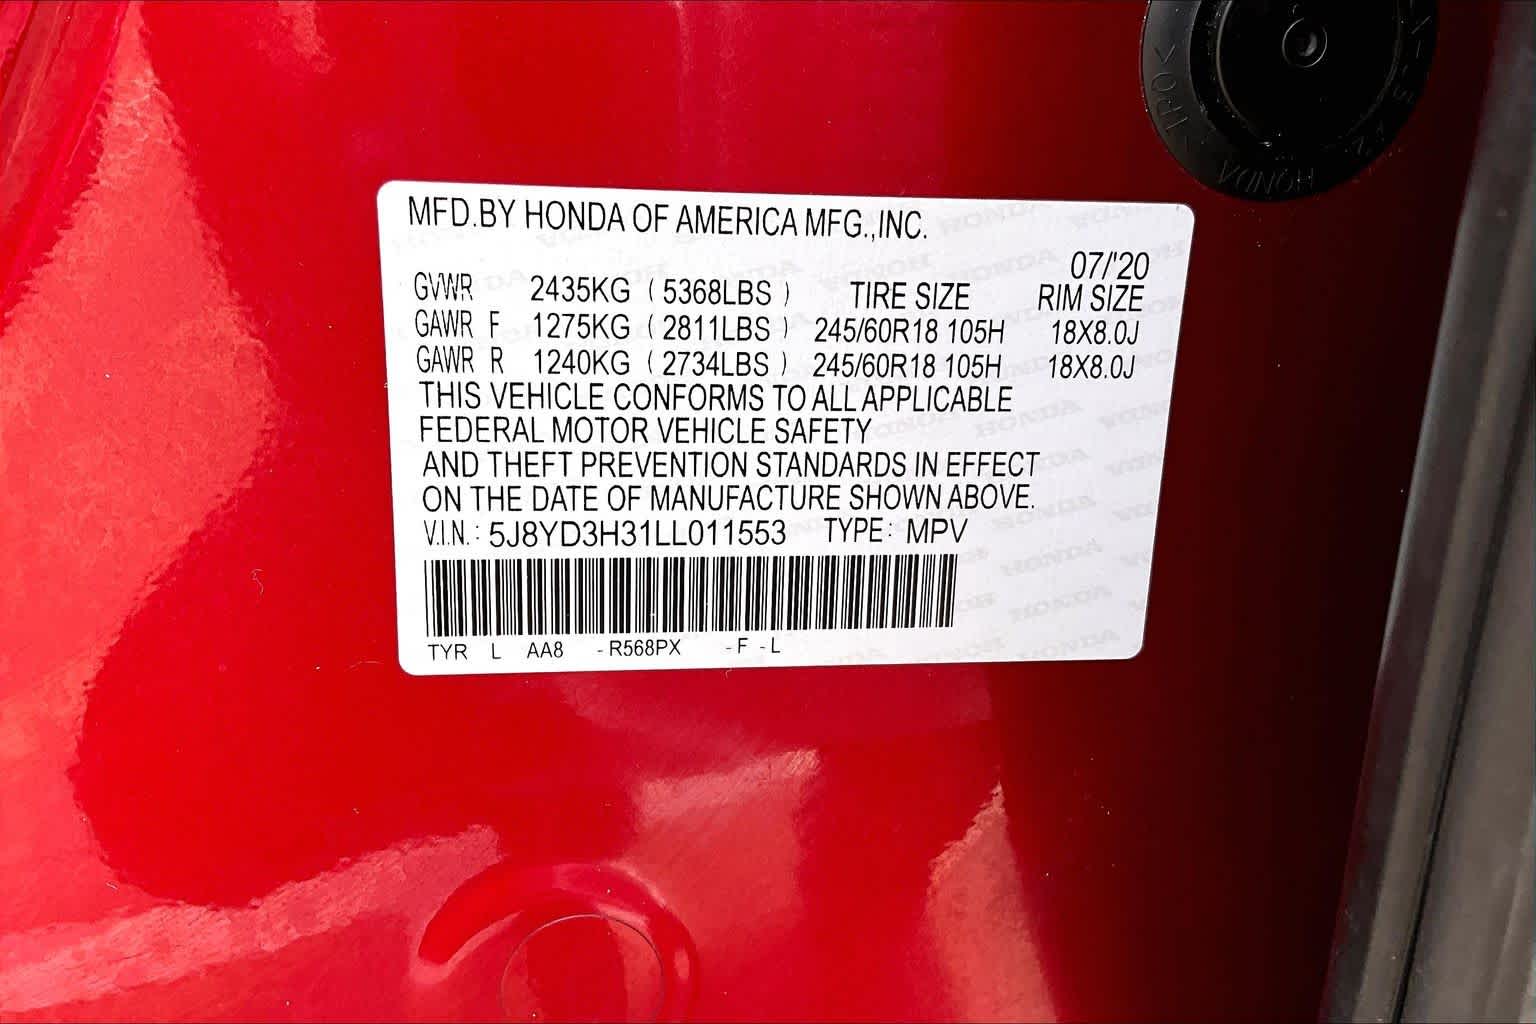 MFD.BY HONDA OF AMERICA MFG.,INC.
07/'20
GVWR 2435KG ( 5368LBS ) TIRE SIZE RIM SIZE
GAWR F 1275KG ( 2811LBS ) 245/60R18 105H 18X8.0J
GAWR R 1240KG ( 2734LBS ) 245/60R18 105H 18X8.0J
THIS VEHICLE CONFORMS TO ALL APPLICABLE
FEDERAL MOTOR VEHICLE SAFETY
AND THEFT PREVENTION STANDARDS IN EFFECT
ON THE DATE OF MANUFACTURE SHOWN ABOVE.
V.I.N.: 5J8YD3H31LL011553 TYPE: MPV
TYR L AA8 -R568PX -F -L
HONDA >TPO<